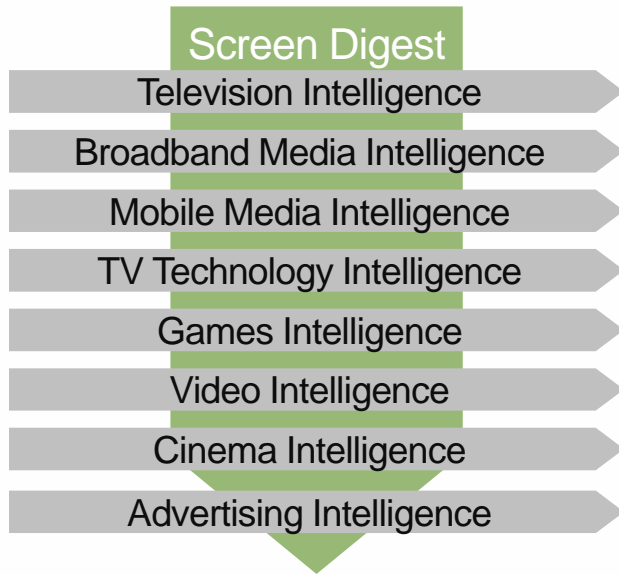 Screen Digest
Television Intelligence
Broadband Media Intelligence
Mobile Media Intelligence
TV Technology Intelligence
Games Intelligence
Video Intelligence
Cinema Intelligence
Advertising Intelligence